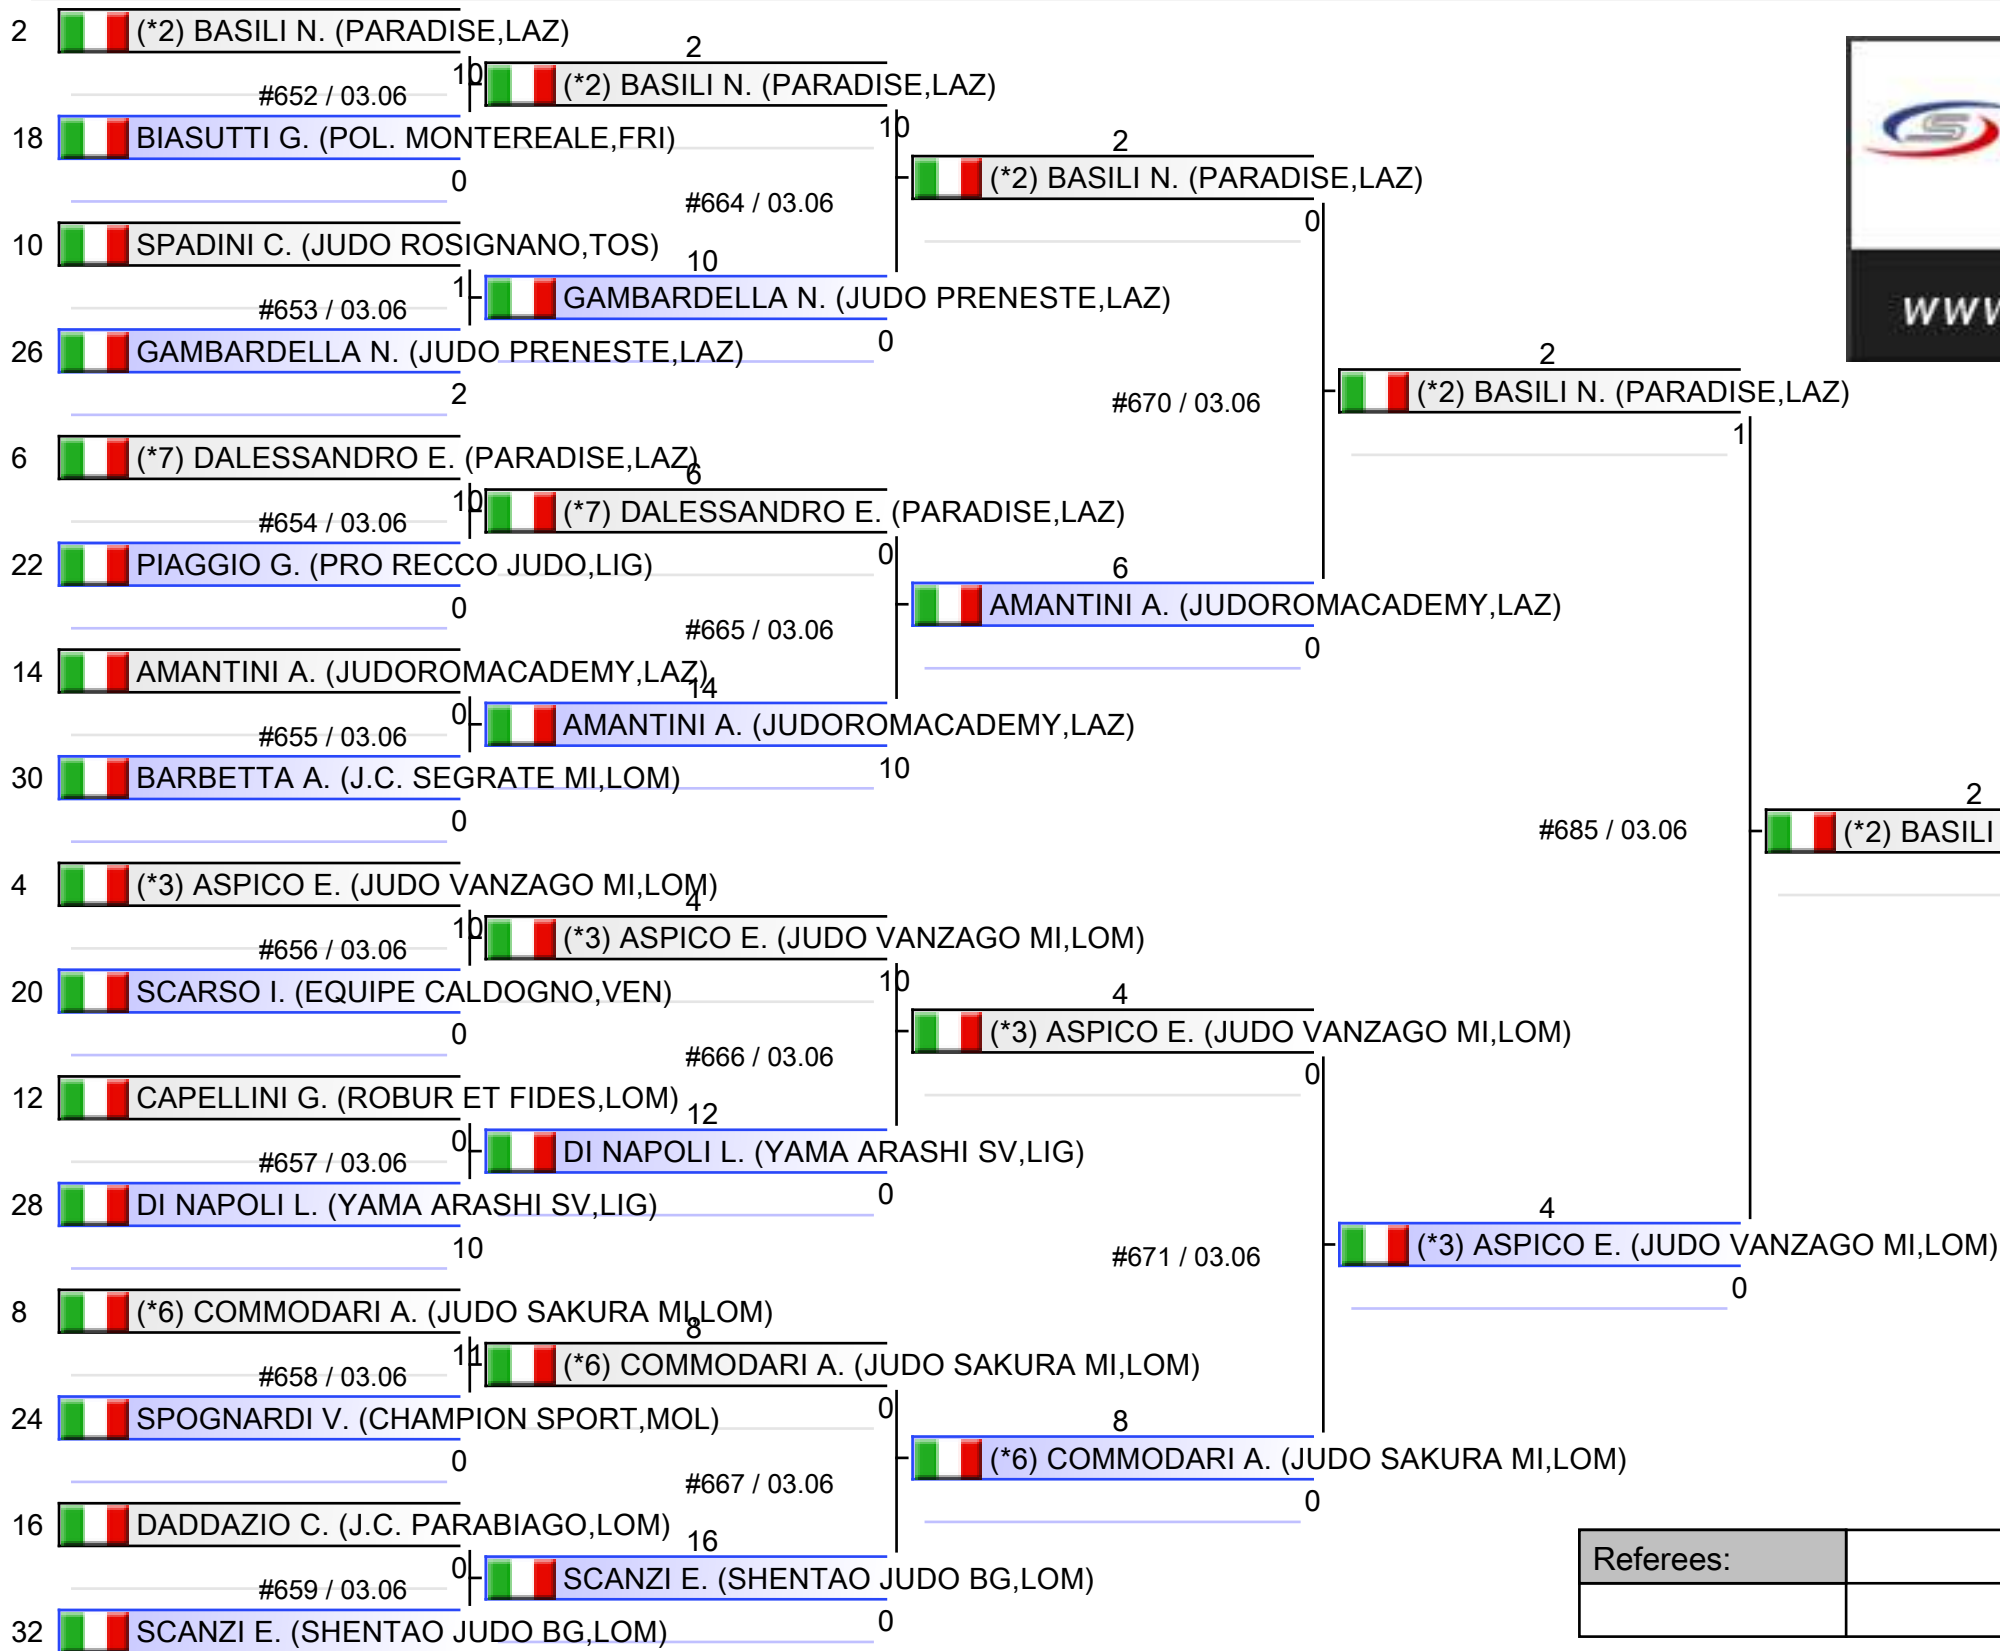 2 (*2) BASILI N. (PARADISE,LAZ)
10
#652 / 03.06
18 BIASUTTI G. (POL. MONTEREALE,FRI)
0
10 SPADINI C. (JUDO ROSIGNANO,TOS)
1
#653 / 03.06
26 GAMBARDELLA N. (JUDO PRENESTE,LAZ)
2
6 (*7) DALESSANDRO E. (PARADISE,LAZ)
10
#654 / 03.06
22 PIAGGIO G. (PRO RECCO JUDO,LIG)
0
14 AMANTINI A. (JUDOROMACADEMY,LAZ)
0
#655 / 03.06
30 BARBETTA A. (J.C. SEGRATE MI,LOM)
0
4 (*3) ASPICO E. (JUDO VANZAGO MI,LOM)
10
#656 / 03.06
20 SCARSO I. (EQUIPE CALDOGNO,VEN)
0
12 CAPELLINI G. (ROBUR ET FIDES,LOM)
0
#657 / 03.06
28 DI NAPOLI L. (YAMA ARASHI SV,LIG)
10
8 (*6) COMMODARI A. (JUDO SAKURA MI,LOM)
11
#658 / 03.06
24 SPOGNARDI V. (CHAMPION SPORT,MOL)
0
16 DADDAZIO C. (J.C. PARABIAGO,LOM)
0
#659 / 03.06
32 SCANZI E. (SHENTAO JUDO BG,LOM)
2
(*2) BASILI N. (PARADISE,LAZ)
10
#664 / 03.06
10
GAMBARDELLA N. (JUDO PRENESTE,LAZ)
0
6
(*7) DALESSANDRO E. (PARADISE,LAZ)
0
#665 / 03.06
14
AMANTINI A. (JUDOROMACADEMY,LAZ)
10
4
(*3) ASPICO E. (JUDO VANZAGO MI,LOM)
10
#666 / 03.06
12
DI NAPOLI L. (YAMA ARASHI SV,LIG)
0
8
(*6) COMMODARI A. (JUDO SAKURA MI,LOM)
0
#667 / 03.06
16
SCANZI E. (SHENTAO JUDO BG,LOM)
0
2
(*2) BASILI N. (PARADISE,LAZ)
0
#670 / 03.06
6
AMANTINI A. (JUDOROMACADEMY,LAZ)
0
4
(*3) ASPICO E. (JUDO VANZAGO MI,LOM)
0
#671 / 03.06
8
(*6) COMMODARI A. (JUDO SAKURA MI,LOM)
0
2
(*2) BASILI N. (PARADISE,LAZ)
1
#685 / 03.06
4
(*3) ASPICO E. (JUDO VANZAGO MI,LOM)
0
2
(*2) BASILI
S
www
Referees: